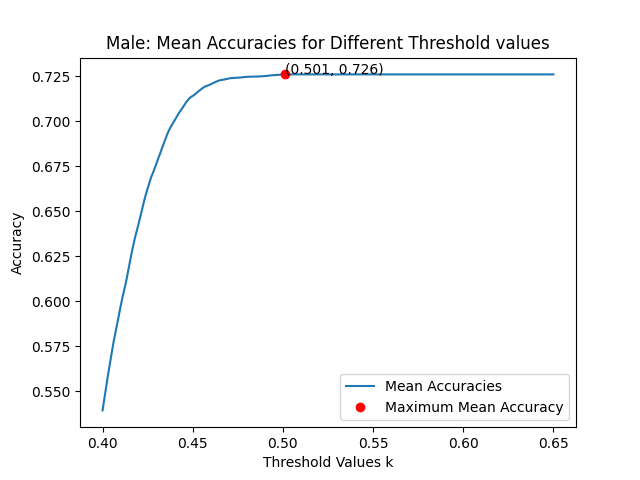 Male: Mean Accuracies for Different Threshold values
(0.501, 0.726)
0.725
0.700
0.675
0.650
0.625
0.600
0.575
0.550
Accuracy
Mean Accuracies
Maximum Mean Accuracy
0.40 0.45 0.50 0.55 0.60 0.65
Threshold Values k